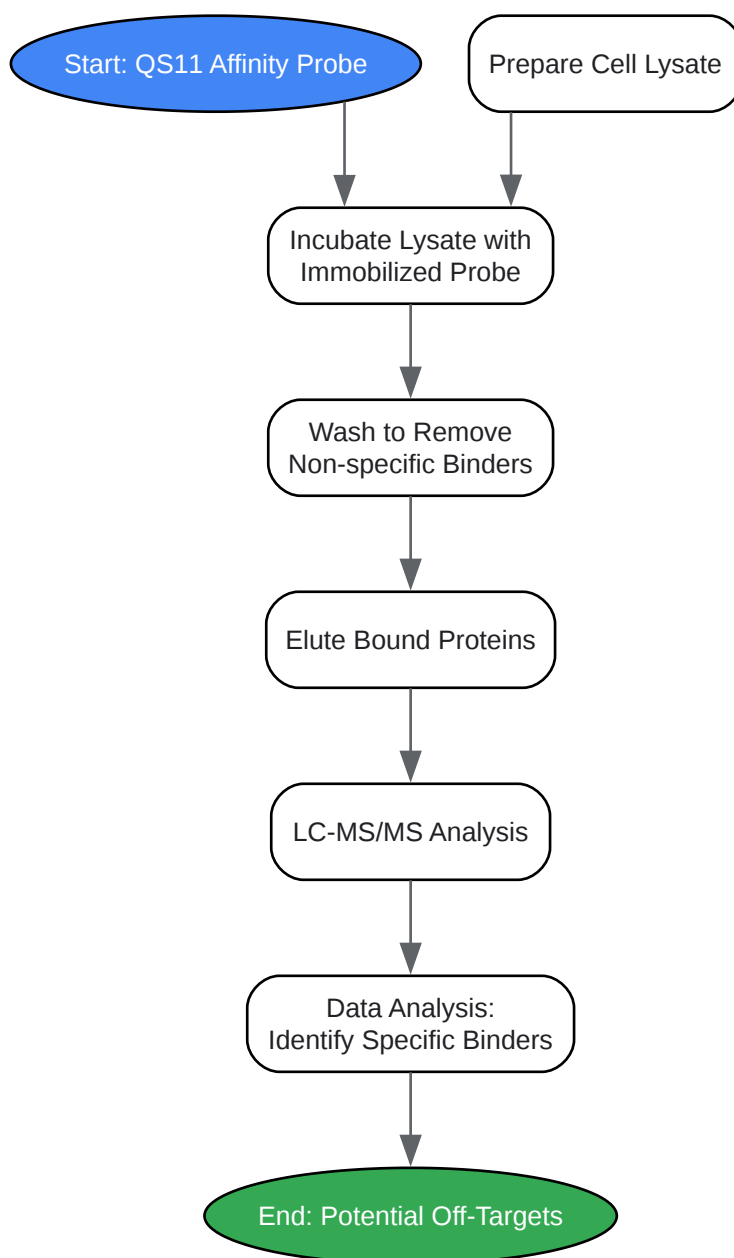 Start: QS11 Affinity Probe
Prepare Cell Lysate
Incubate Lysate with
Immobilized Probe
Wash to Remove
Non-specific Binders
Elute Bound Proteins
LC-MS/MS Analysis
Data Analysis:
Identify Specific Binders
End: Potential Off-Targets